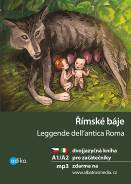 Římské báje
Leggende dell'antica Roma
edika
A1/A2
dvojjazyčná kniha
pro začátečníky
mp3
zdarma na
www.albatrosmedia.cz